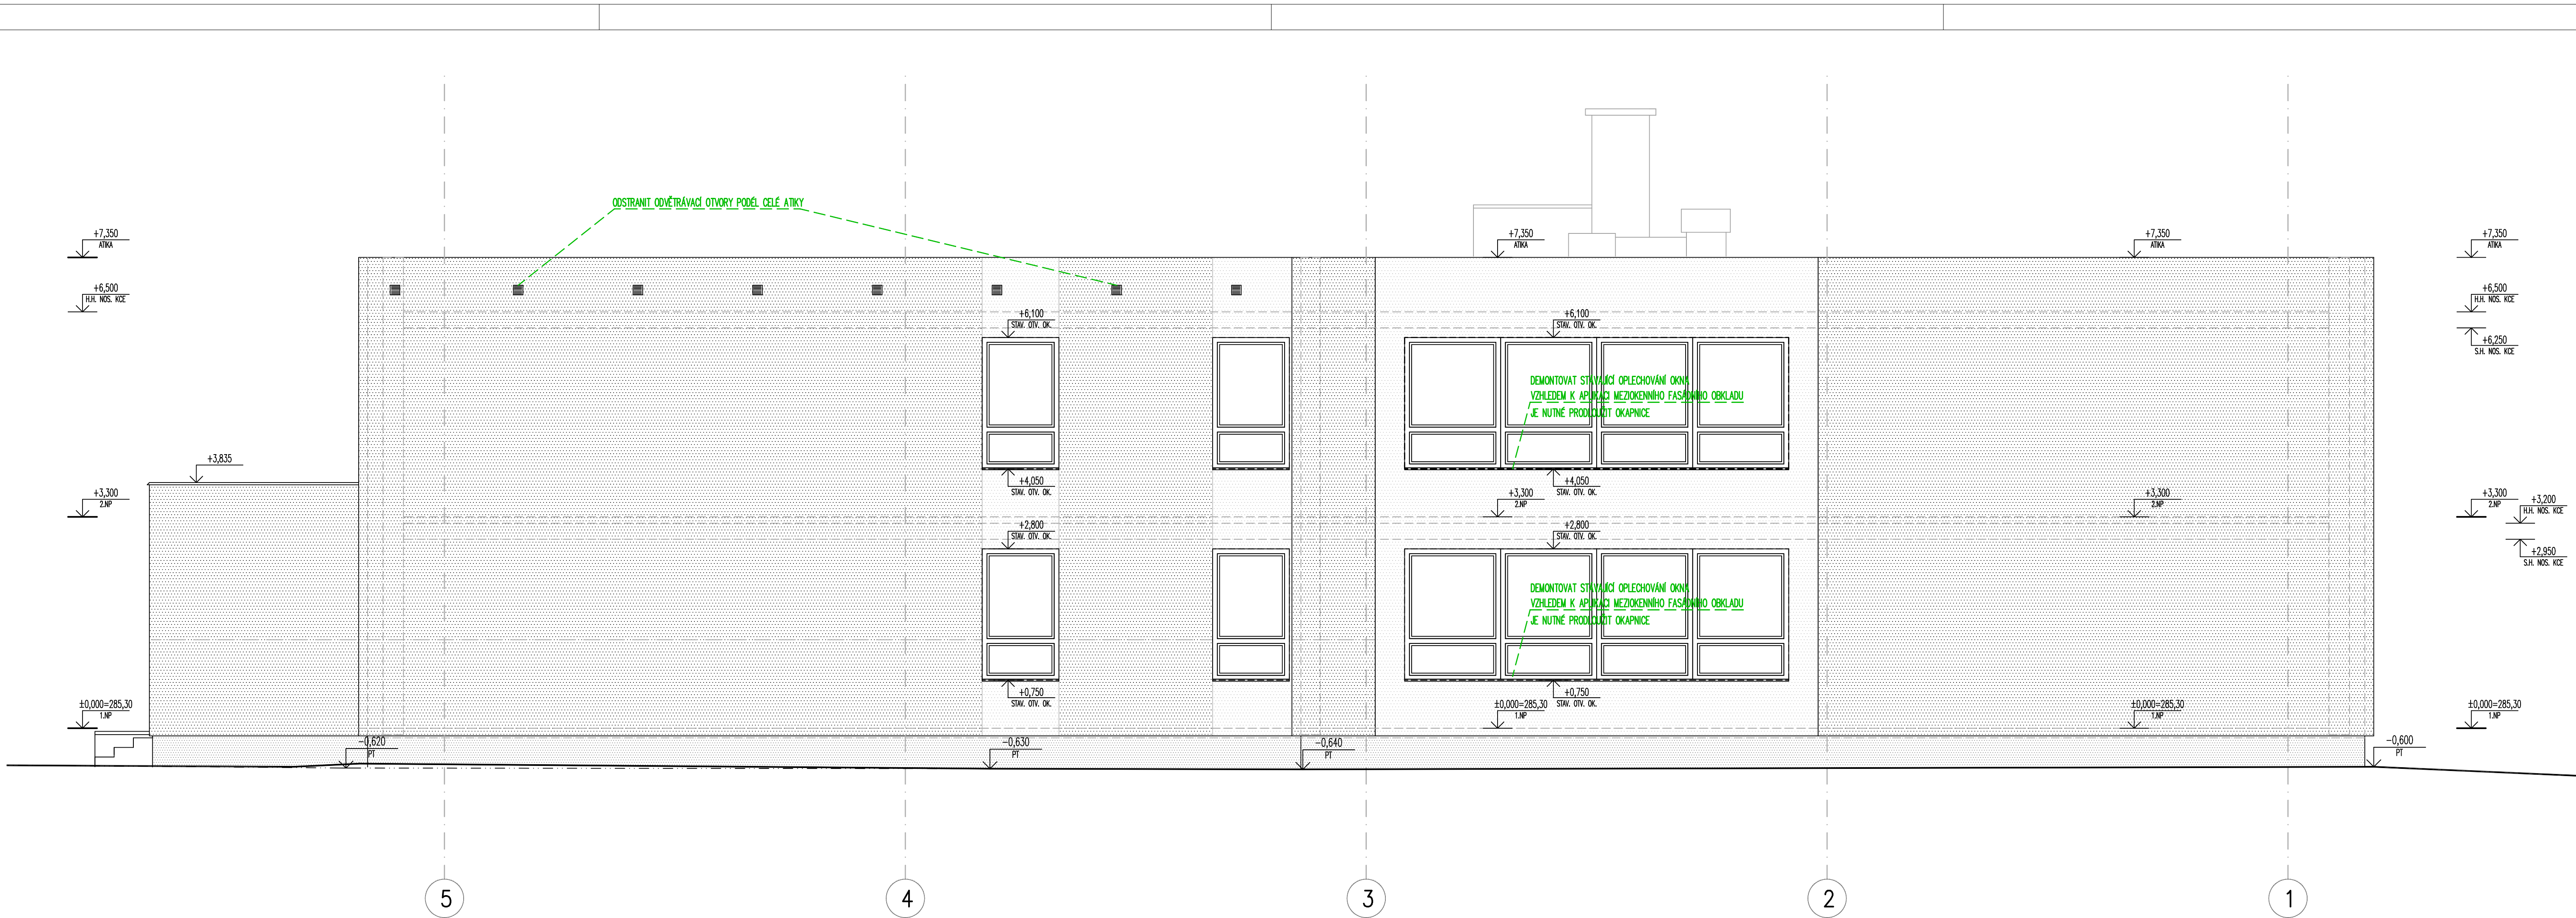 ODSTRANIT ODVĚTRÁVACÍ OTVORY PODÉL CELÉ ATIKY
+7,350
ATIKA
+7,350
ATIKA
+7,350
ATIKA
+7,350
ATIKA
+6,500
H.H. NOS. KCE
+6,500
H.H. NOS. KCE
+6,100
STAV. OTV. OK.
+6,100
STAV. OTV. OK.
+6,250
S.H. NOS. KCE
DEMONTOVAT STÁVAJÍCÍ OPLECHOVÁNÍ OKNA
VZHLEDEM K APLIKACI MEZIOKENNÍHO FASÁDNÍHO OBKLADU
JE NUTNÉ PRODLOUŽIT OKAPNICE
+3,835
+4,050
STAV. OTV. OK.
+4,050
STAV. OTV. OK.
+3,300
2.NP
+3,300
2.NP
+3,300
2.NP
+3,300
2.NP
+3,200
H.H. NOS. KCE
+2,800
STAV. OTV. OK.
+2,800
STAV. OTV. OK.
+2,950
S.H. NOS. KCE
DEMONTOVAT STÁVAJÍCÍ OPLECHOVÁNÍ OKNA
VZHLEDEM K APLIKACI MEZIOKENNÍHO FASÁDNÍHO OBKLADU
JE NUTNÉ PRODLOUŽIT OKAPNICE
+0,750
STAV. OTV. OK.
+0,750
STAV. OTV. OK.
±0,000=285,30
1.NP
±0,000=285,30
1.NP
±0,000=285,30
1.NP
±0,000=285,30
1.NP
-0,620
PT
-0,630
PT
-0,640
PT
-0,600
PT
5
4
3
2
1